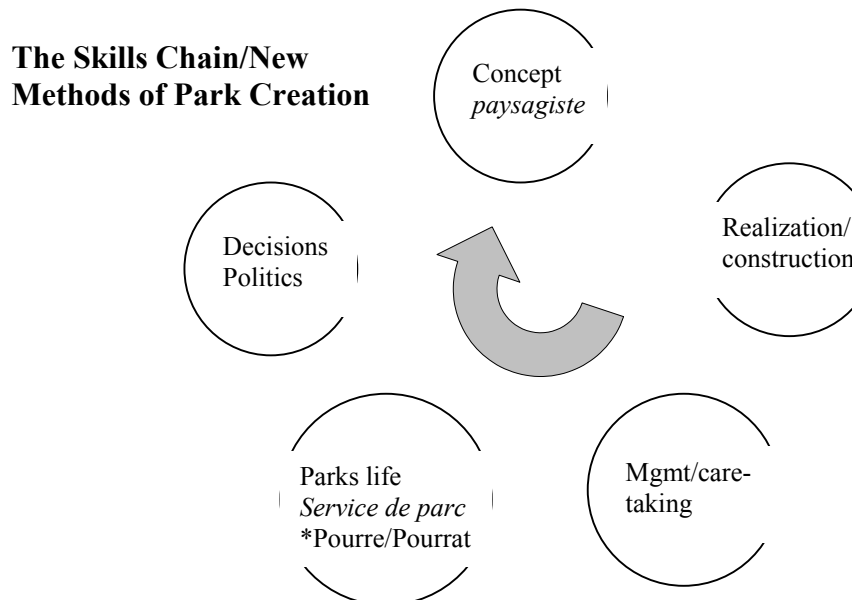 The Skills Chain/New
Methods of Park Creation
Concept
paysagiste
Realization/
construction
Decisions
Politics
Parks life
Service de parc
*Pourre/Pourrat
Mgmt/care-
taking